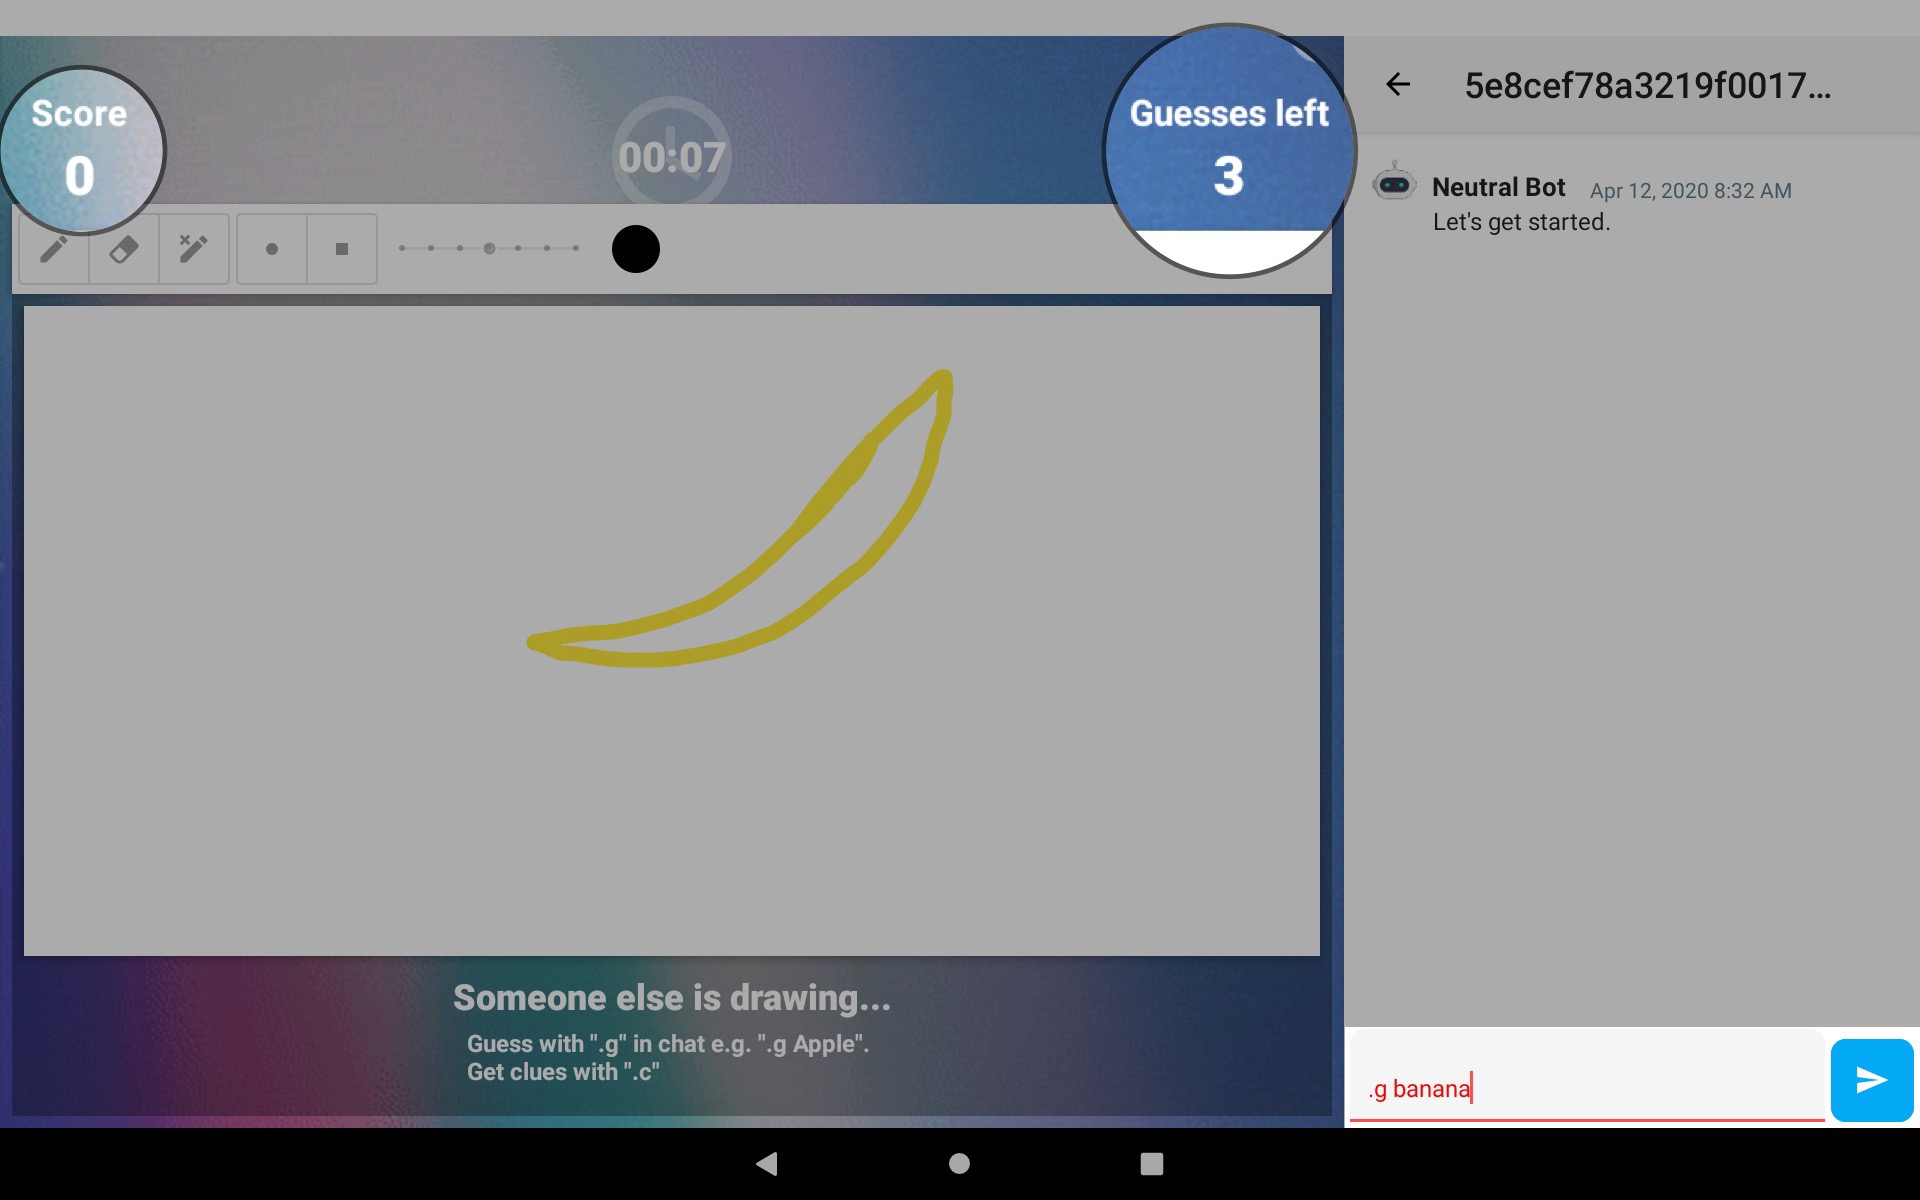 Score
0
00:07
Guesses left
3
5e8cef78a3219f0017...
Neutral Bot Apr 12, 2020 8:32 AM
Let's get started.
Someone else is drawing...
Guess with ".g" in chat e.g. ".g Apple".
Get clues with ".c"
.g banana